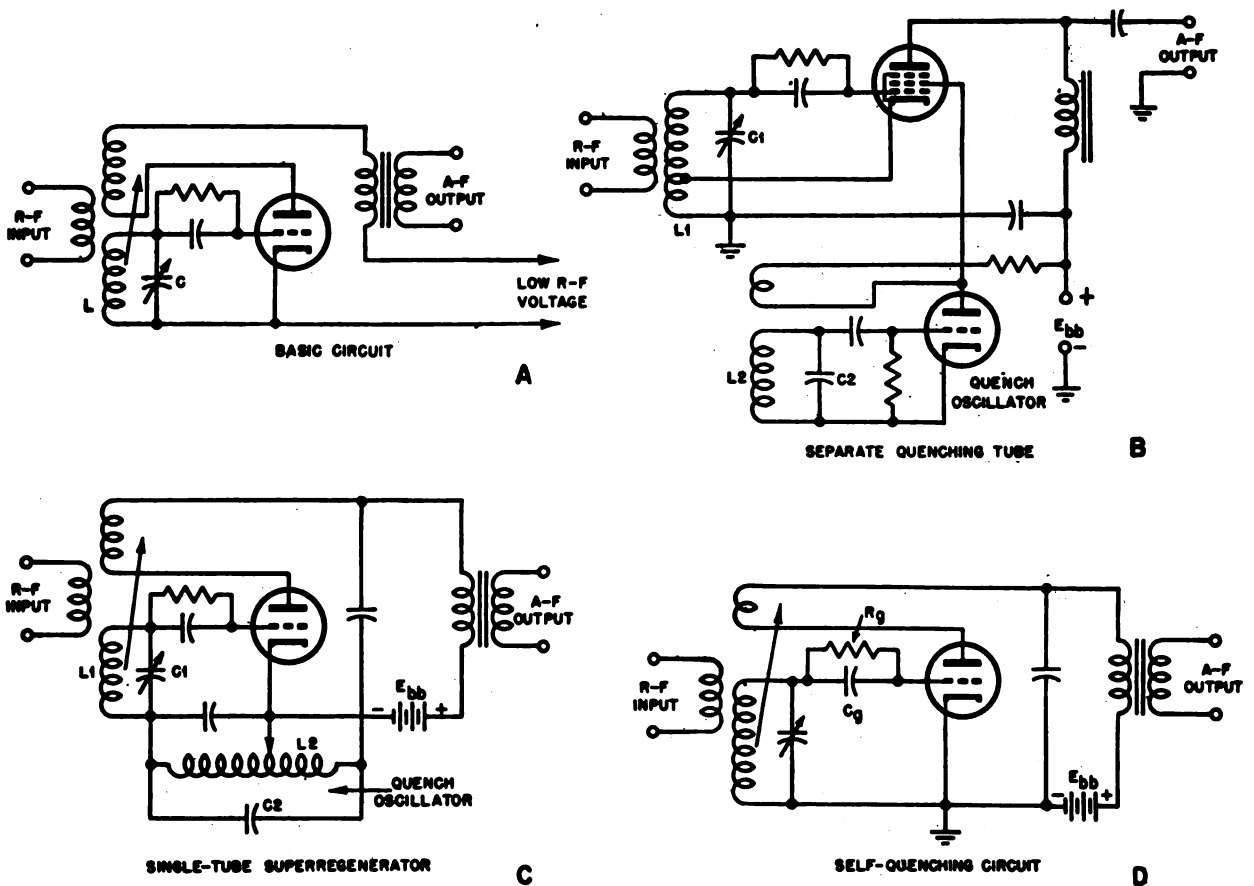 R-F
INPUT
L
C
A-F
OUTPUT
LOW R-F
VOLTAGE
BASIC CIRCUIT
A
R-F
INPUT
L1
C1
A-F
OUTPUT
L2
C2
QUENCH
OSCILLATOR
+
Ebb
-
SEPARATE QUENCHING TUBE
B
R-F
INPUT
L1
C1
- Ebb +
L2
C2
QUENCH
OSCILLATOR
A-F
OUTPUT
SINGLE-TUBE SUPERREGENERATOR
C
R-F
INPUT
Rg
Cg
A-F
OUTPUT
- Ebb +
SELF-QUENCHING CIRCUIT
D